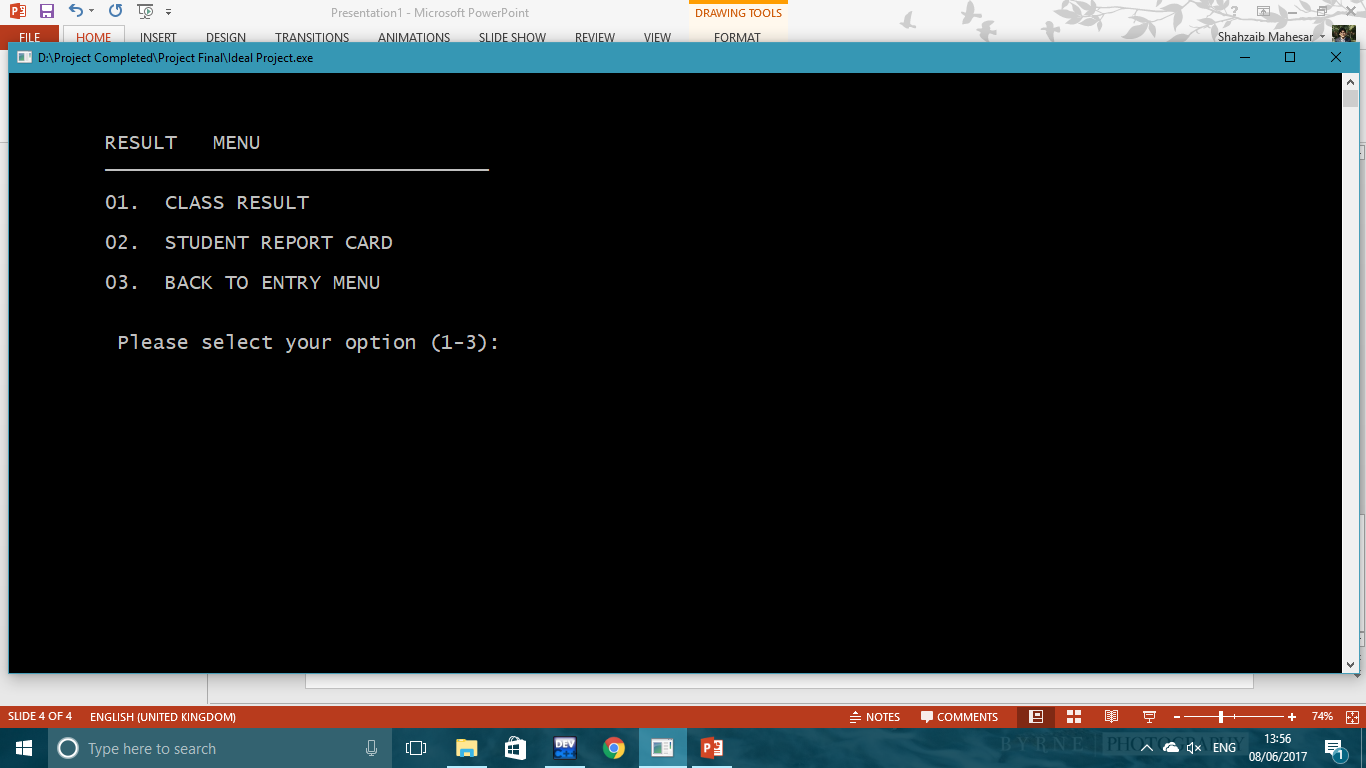 Presentation1 - Microsoft PowerPoint
DRAWING TOOLS
?
FILE HOME INSERT DESIGN TRANSITIONS ANIMATIONS SLIDE SHOW REVIEW VIEW FORMAT Shahzaib Mahesar
D:\Project Completed\Project Final\Ideal Project.exe
RESULT MENU
01. CLASS RESULT
02. STUDENT REPORT CARD
03. BACK TO ENTRY MENU
Please select your option (1-3):
SLIDE 4 OF 4 ENGLISH (UNITED KINGDOM) NOTES COMMENTS 74%
Type here to search
DEV
BYRNE PHOTOGRAPHY
ENG
13:56
08/06/2017
1